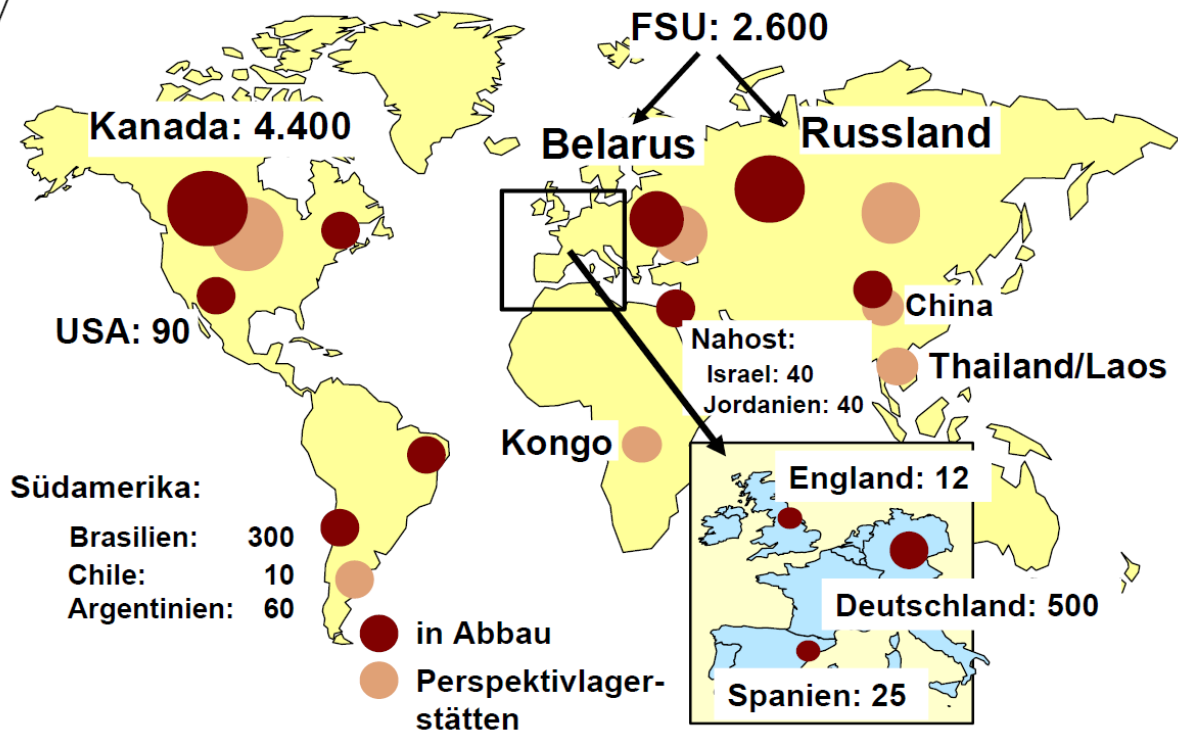 FSU: 2.600
Kanada: 4.400
Belarus
Russland
USA: 90
China
Nahost:
Israel: 40
Jordanien: 40
Thailand/Laos
Kongo
Südamerika:
Brasilien: 300
Chile: 10
Argentinien: 60
England: 12
Deutschland: 500
Spanien: 25
in Abbau
Perspektivlager-
stätten